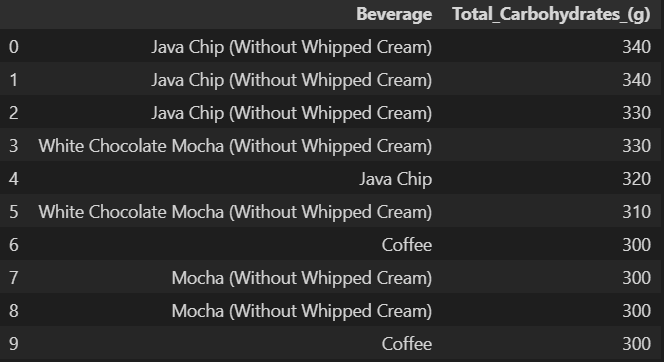 Beverage Total_Carbohydrates_(g)
0 Java Chip (Without Whipped Cream) 340
1 Java Chip (Without Whipped Cream) 340
2 Java Chip (Without Whipped Cream) 330
3 White Chocolate Mocha (Without Whipped Cream) 330
4 Java Chip 320
5 White Chocolate Mocha (Without Whipped Cream) 310
6 Coffee 300
7 Mocha (Without Whipped Cream) 300
8 Mocha (Without Whipped Cream) 300
9 Coffee 300